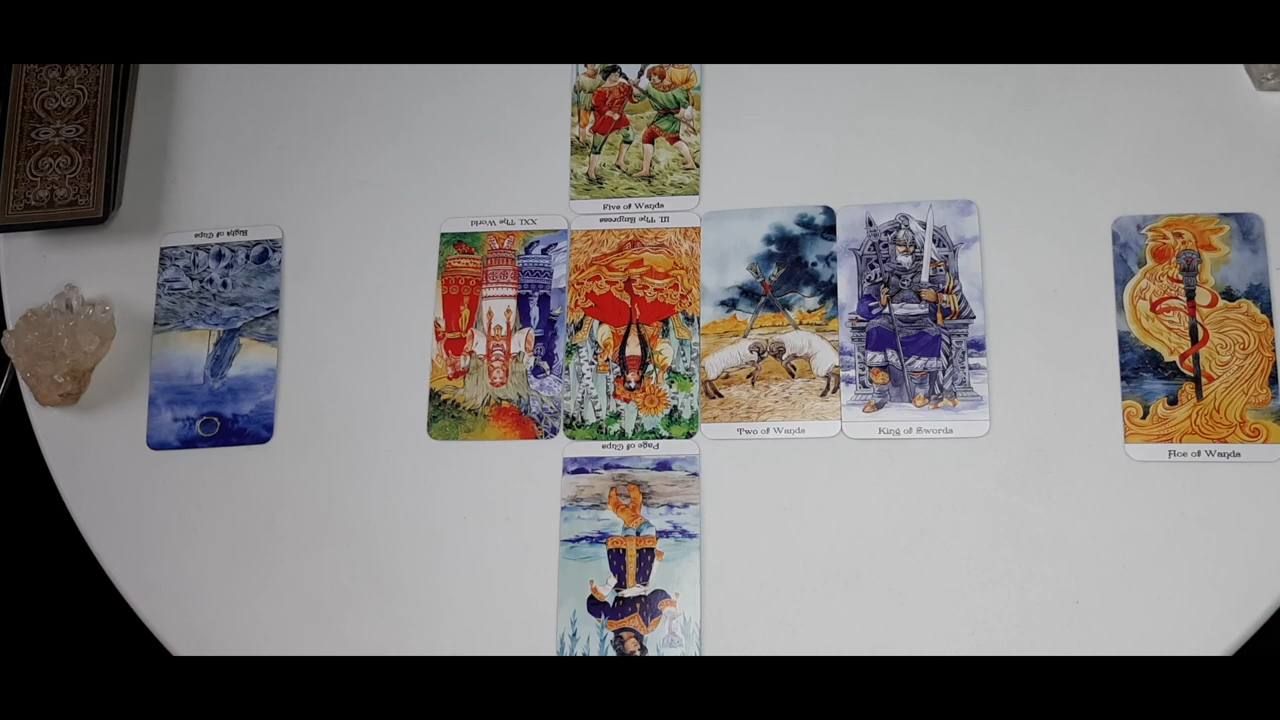 Five of Wands
Eight of Cups
XXI. The World
III. The Empress
Two of Wands
King of Swords
Ace of Wands
Page of Cups